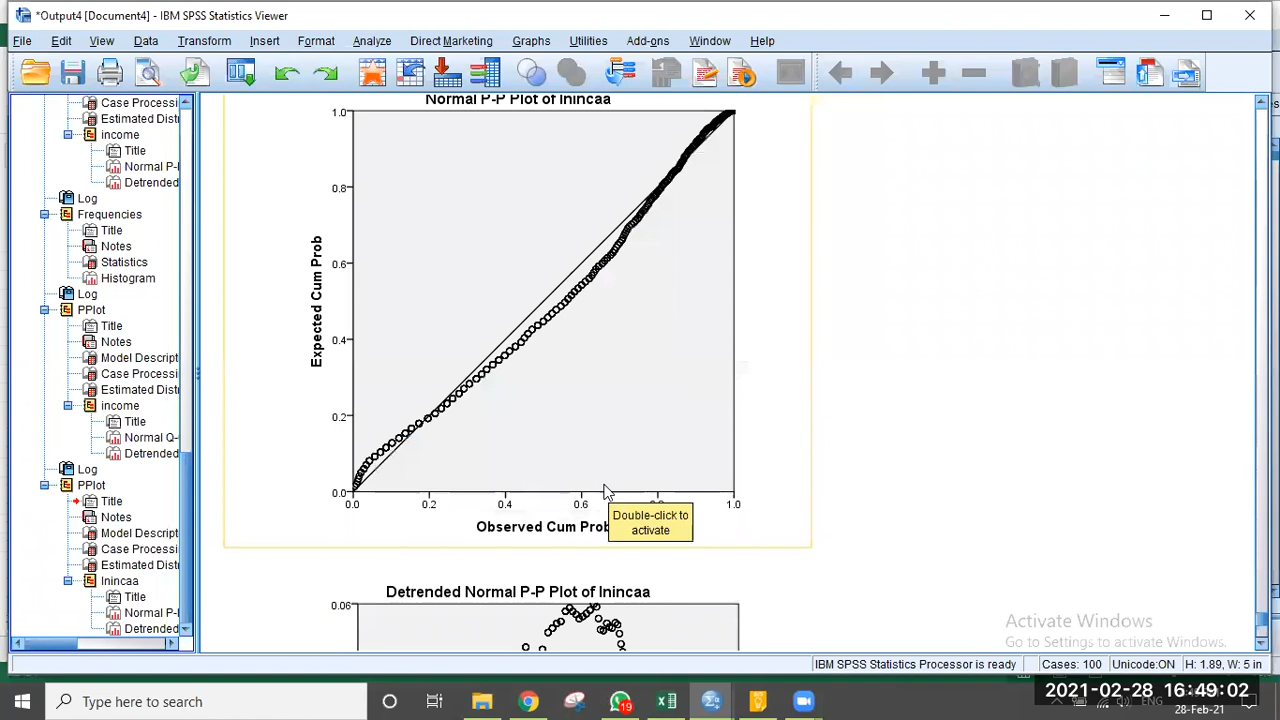 *Output4 [Document4] - IBM SPSS Statistics Viewer
File Edit View Data Transform Insert Format Analyze Direct Marketing Graphs Utilities Add-ons Window Help
Case Processi
Estimated Distr
income
Title
Normal P-I
Detrended
Log
Frequencies
Title
Notes
Statistics
Histogram
Log
PPlot
Title
Notes
Model Descript
Case Processi
Estimated Distr
income
Title
Normal Q-
Detrended
Log
PPlot
Title
Notes
Model Descript
Case Processi
Estimated Distr
Inincaa
Title
Normal P-I
Detrended
Normal P-P Plot of Inincaa
1.0
0.8
0.6
0.4
0.2
0.0
Expected Cum Prob
0.0 0.2 0.4 0.6 0.8 1.0
Observed Cum Prob
Double-click to
activate
Detrended Normal P-P Plot of Inincaa
0.06
Activate Windows
Go to Settings to activate Windows.
IBM SPSS Statistics Processor is ready Cases: 100 Unicode:ON H: 1.89, W: 5 in
Type here to search
19
2021-02-28 16:49:02
ENG
28-Feb-21